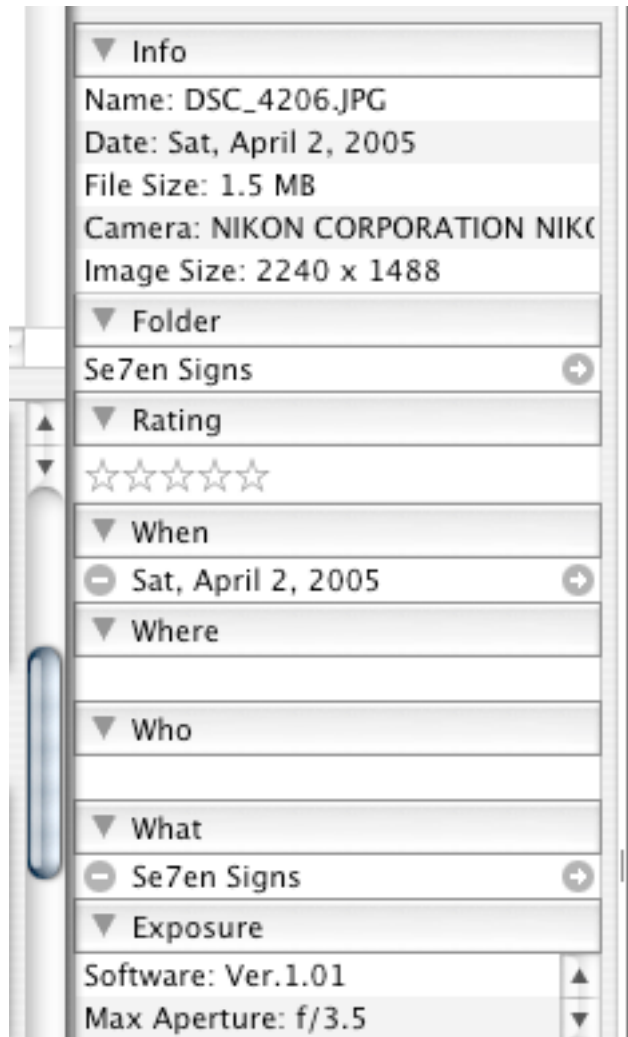 Info
Name: DSC_4206.JPG
Date: Sat, April 2, 2005
File Size: 1.5 MB
Camera: NIKON CORPORATION
Image Size: 2240 x 1488
Folder
Se7en Signs
Rating
When
Sat, April 2, 2005
Where
Who
What
Se7en Signs
Exposure
Software: Ver.1.01
Max Aperture: f/3.5